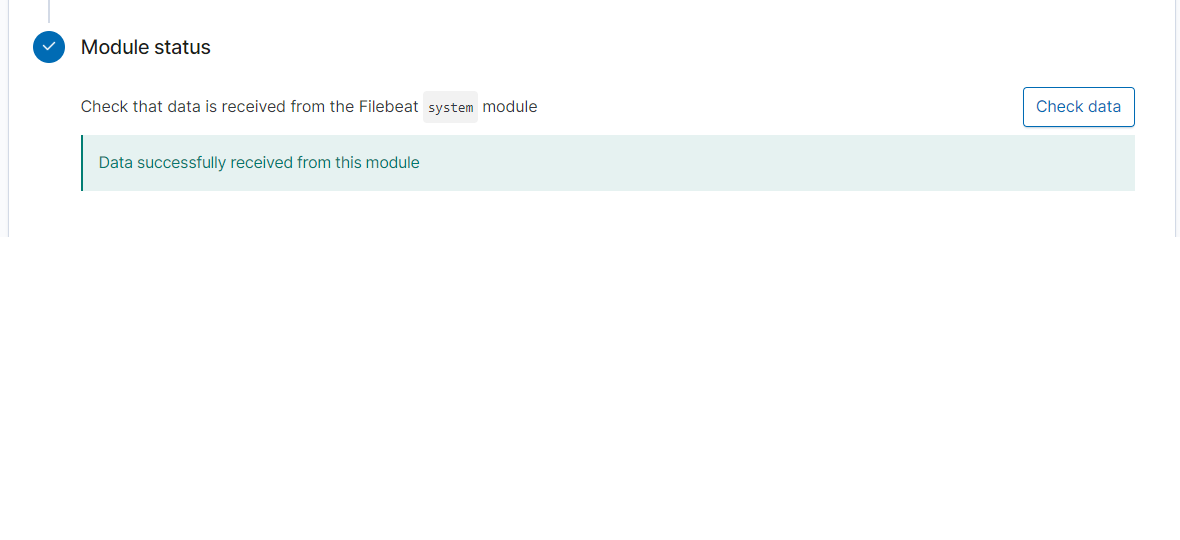 Module status
Check that data is received from the Filebeat system module
Check data
Data successfully received from this module